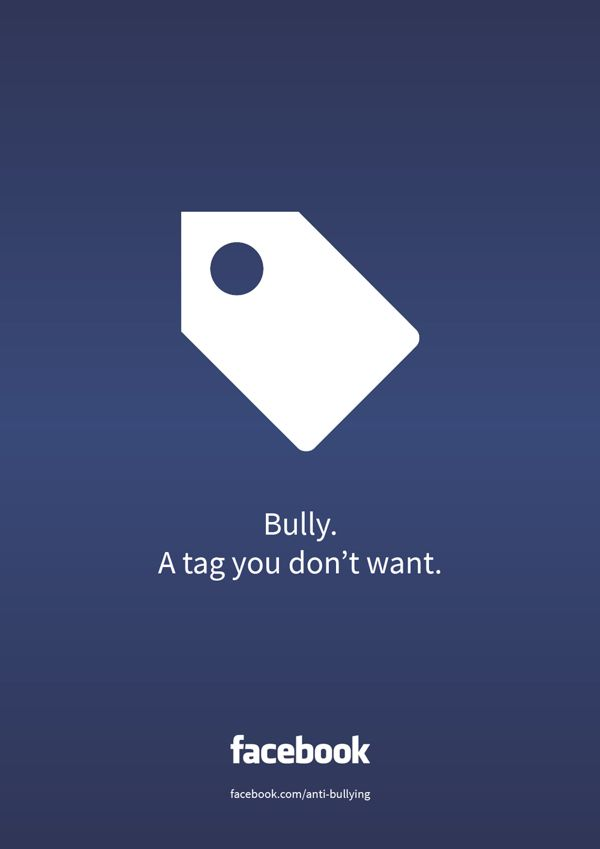 Bully.
A tag you don’t want.
facebook
facebook.com/anti-bullying